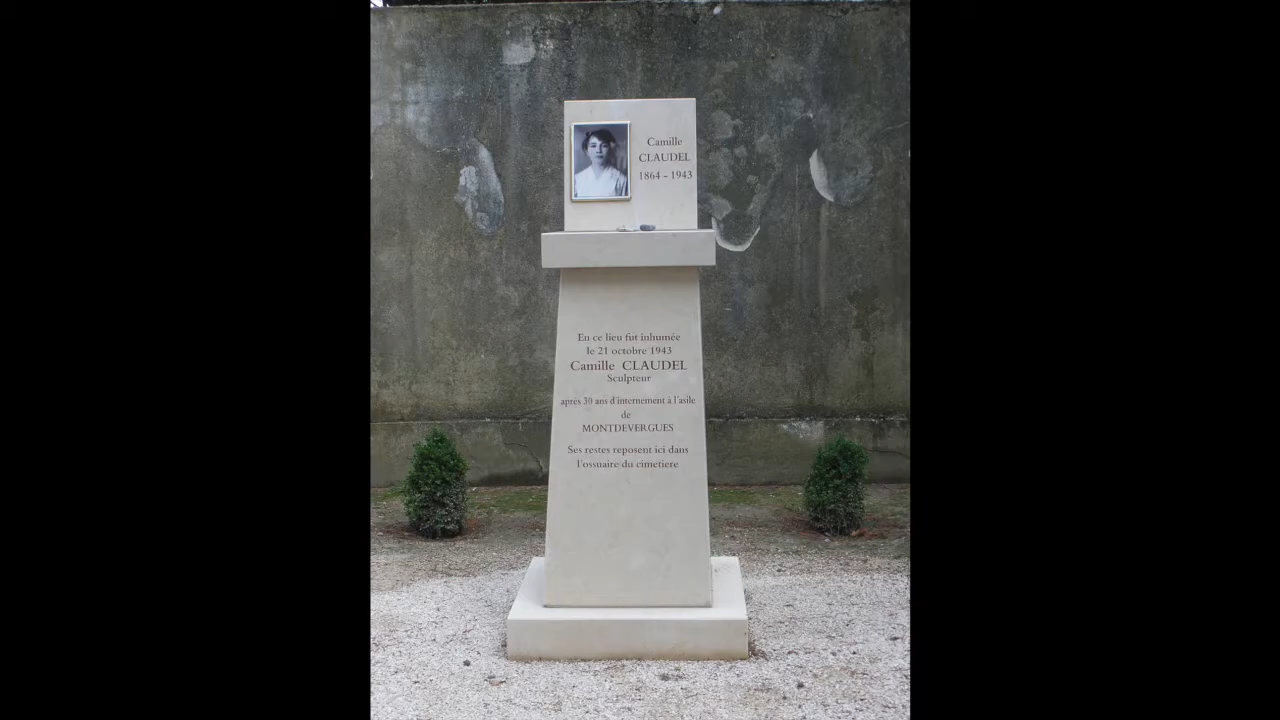 Camille
CLAUDEL
1864 - 1943
En ce lieu fut inhumée
le 21 octobre 1943
Camille CLAUDEL
Sculpteur
après 30 ans d'internement à l'asile
de
MONTDEVERGUES
Ses restes reposent ici dans
l'ossuaire du cimetiere